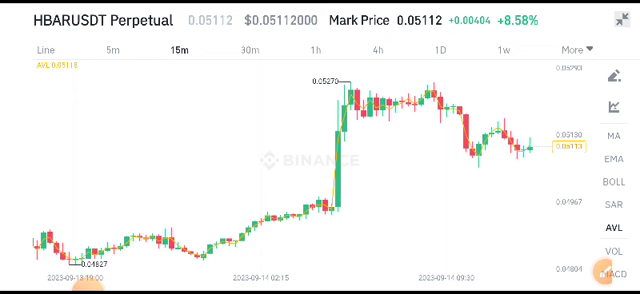 HBARUSDT Perpetual 0.05112 $0.05112000 Mark Price 0.05112 +0.00404 +8.58%
Line 5m 15m 30m 1h 4h 1D 1w More
AVL 0.05118
0.05293
0.05270
MA
0.05130
0.05113
EMA
BINANCE
BOLL
0.04967
SAR
AVL
VOL
0.04827
0.04804
MACD
2023-09-13 19:00 2023-09-14 02:15 2023-09-14 09:30